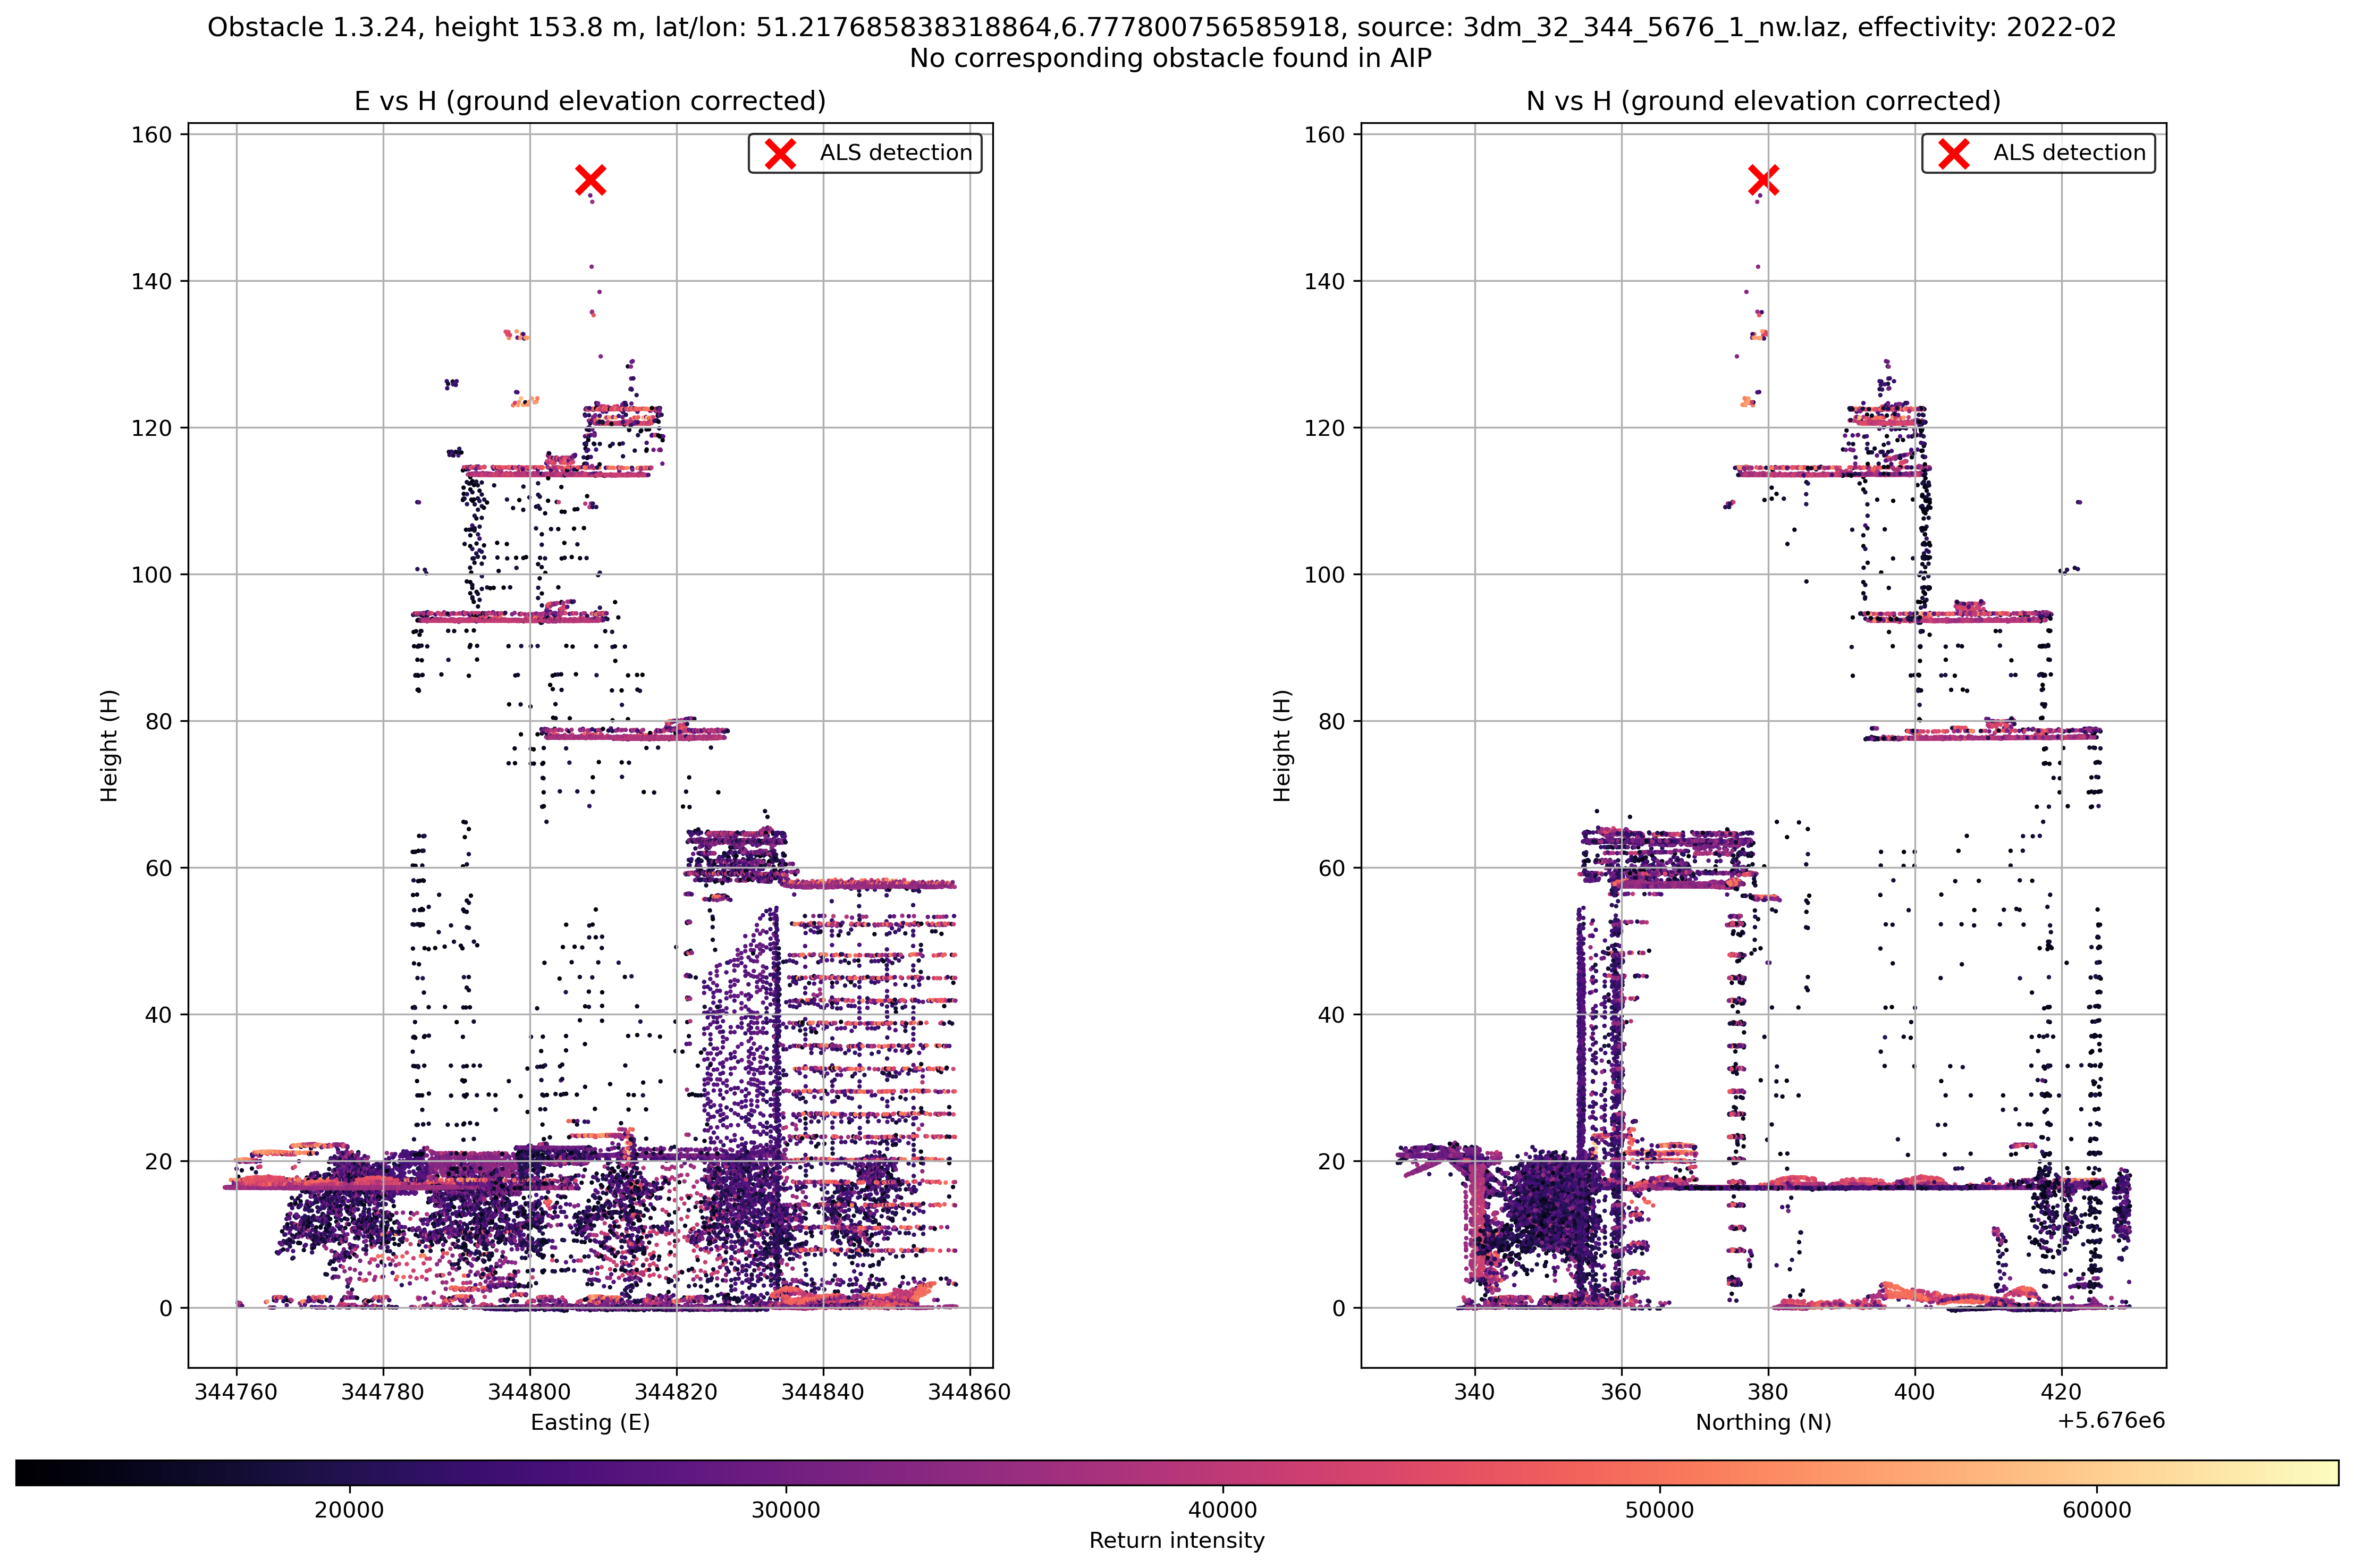 Obstacle 1.3.24, height 153.8 m, lat/lon: 51.217685838318864,6.777800756585918, source: 3dm_32_344_5676_1_nw.laz, effectivity: 2022-02
No corresponding obstacle found in AIP
E vs H (ground elevation corrected)
ALS detection
160
140
120
100
80
60
40
20
0
Height (H)
344760 344780 344800 344820 344840 344860
Easting (E)
N vs H (ground elevation corrected)
ALS detection
160
140
120
100
80
60
40
20
0
Height (H)
340 360 380 400 420
+5.676e6
Northing (N)
20000 30000 40000 50000 60000
Return intensity